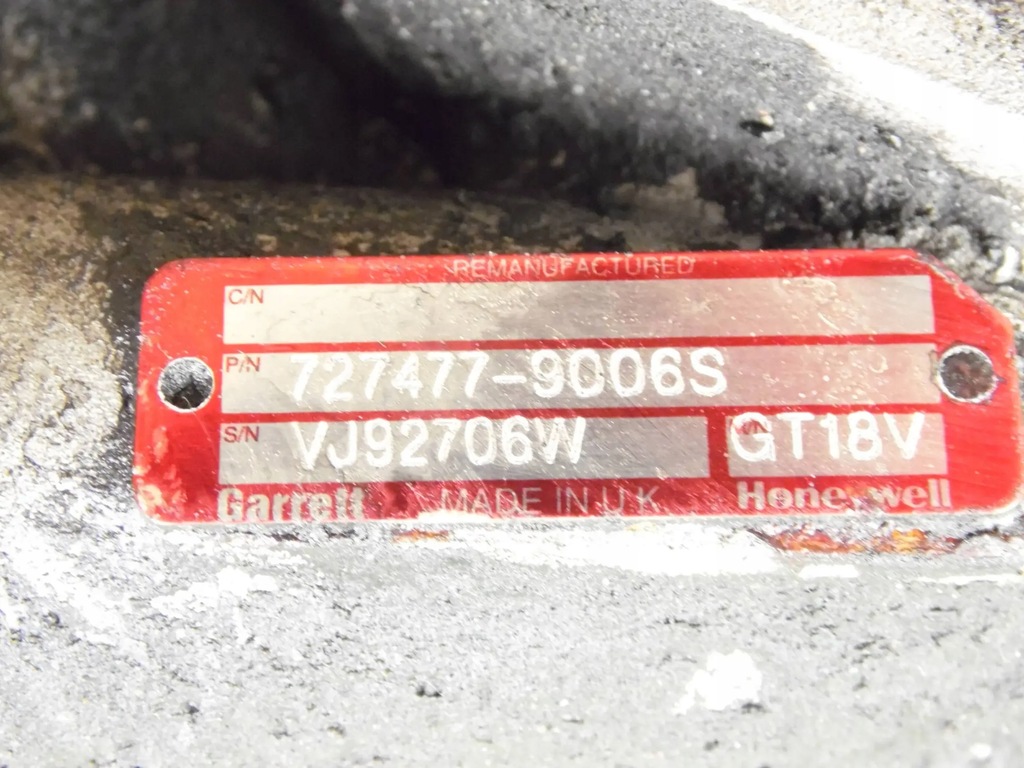 REMANUFACTURED
C/N
P/N 727477-9006S
S/N VJ92706W M/N GT18V
Garrett MADE IN U.K. Honeywell